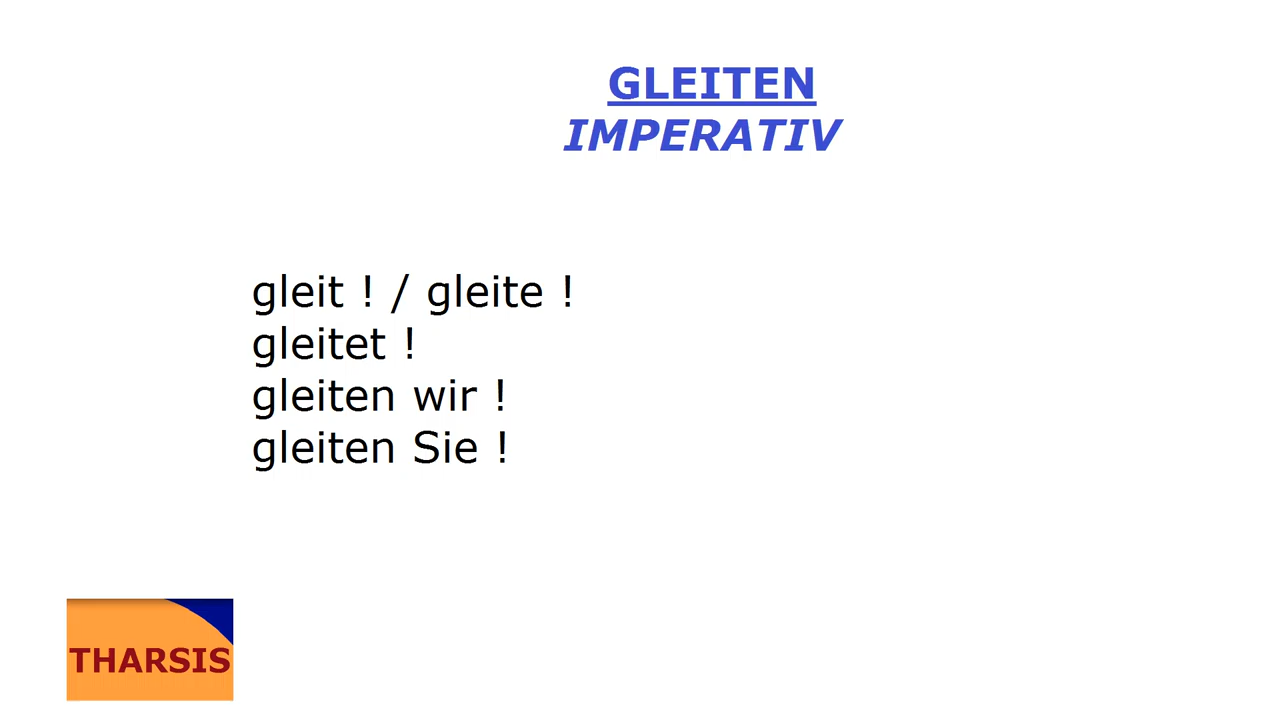 GLEITEN
IMPERATIV
gleit ! / gleite !
gleitet !
gleiten wir !
gleiten Sie !
THARSIS